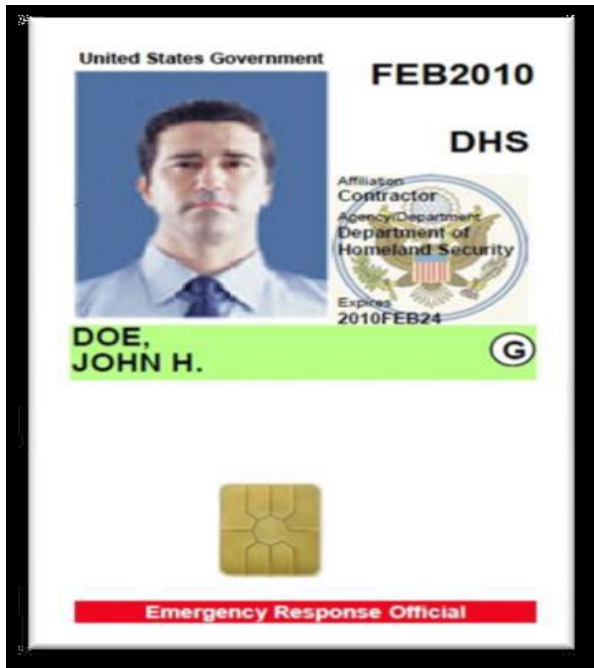 United States Government
FEB2010
DHS
Affiliation
Contractor
Agency/Department
Department of
Homeland Security
Expires
2010FEB24
DOE,
JOHN H.
G
Emergency Response Official